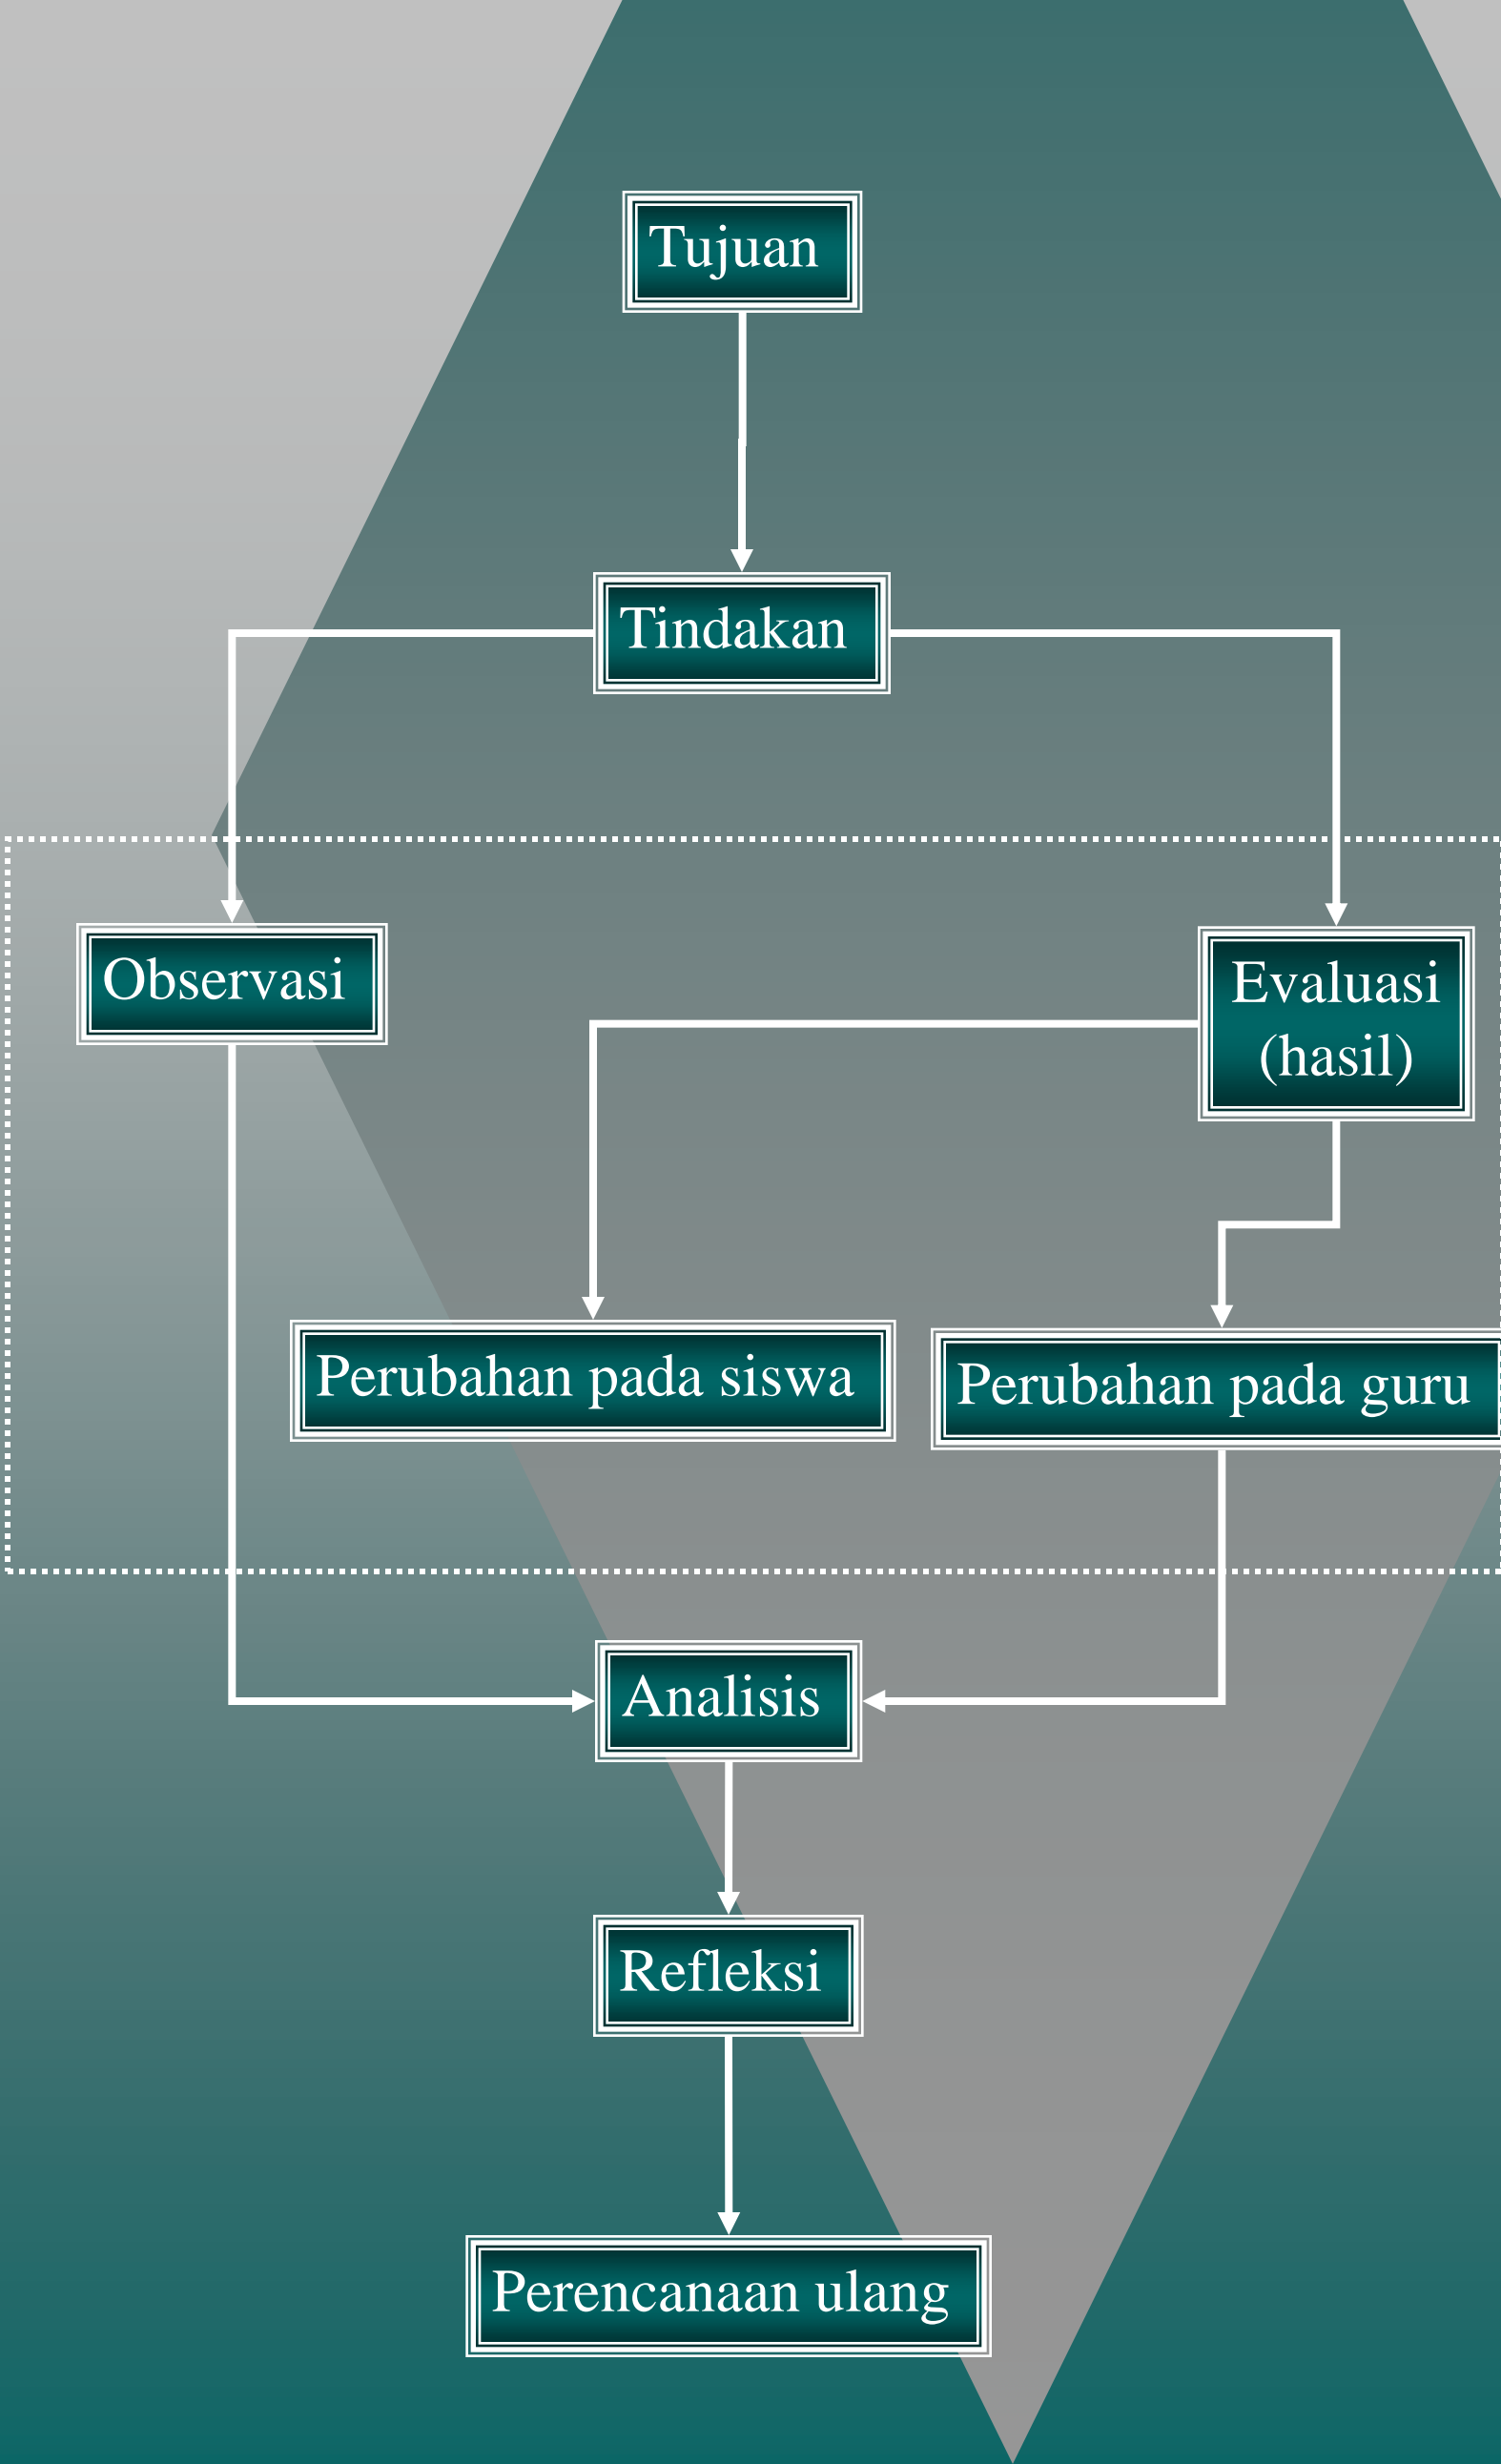 Tujuan
Tindakan
Observasi
Evaluasi
(hasil)
Perubahan pada siswa
Perubahan pada guru
Analisis
Refleksi
Perencanaan ulang